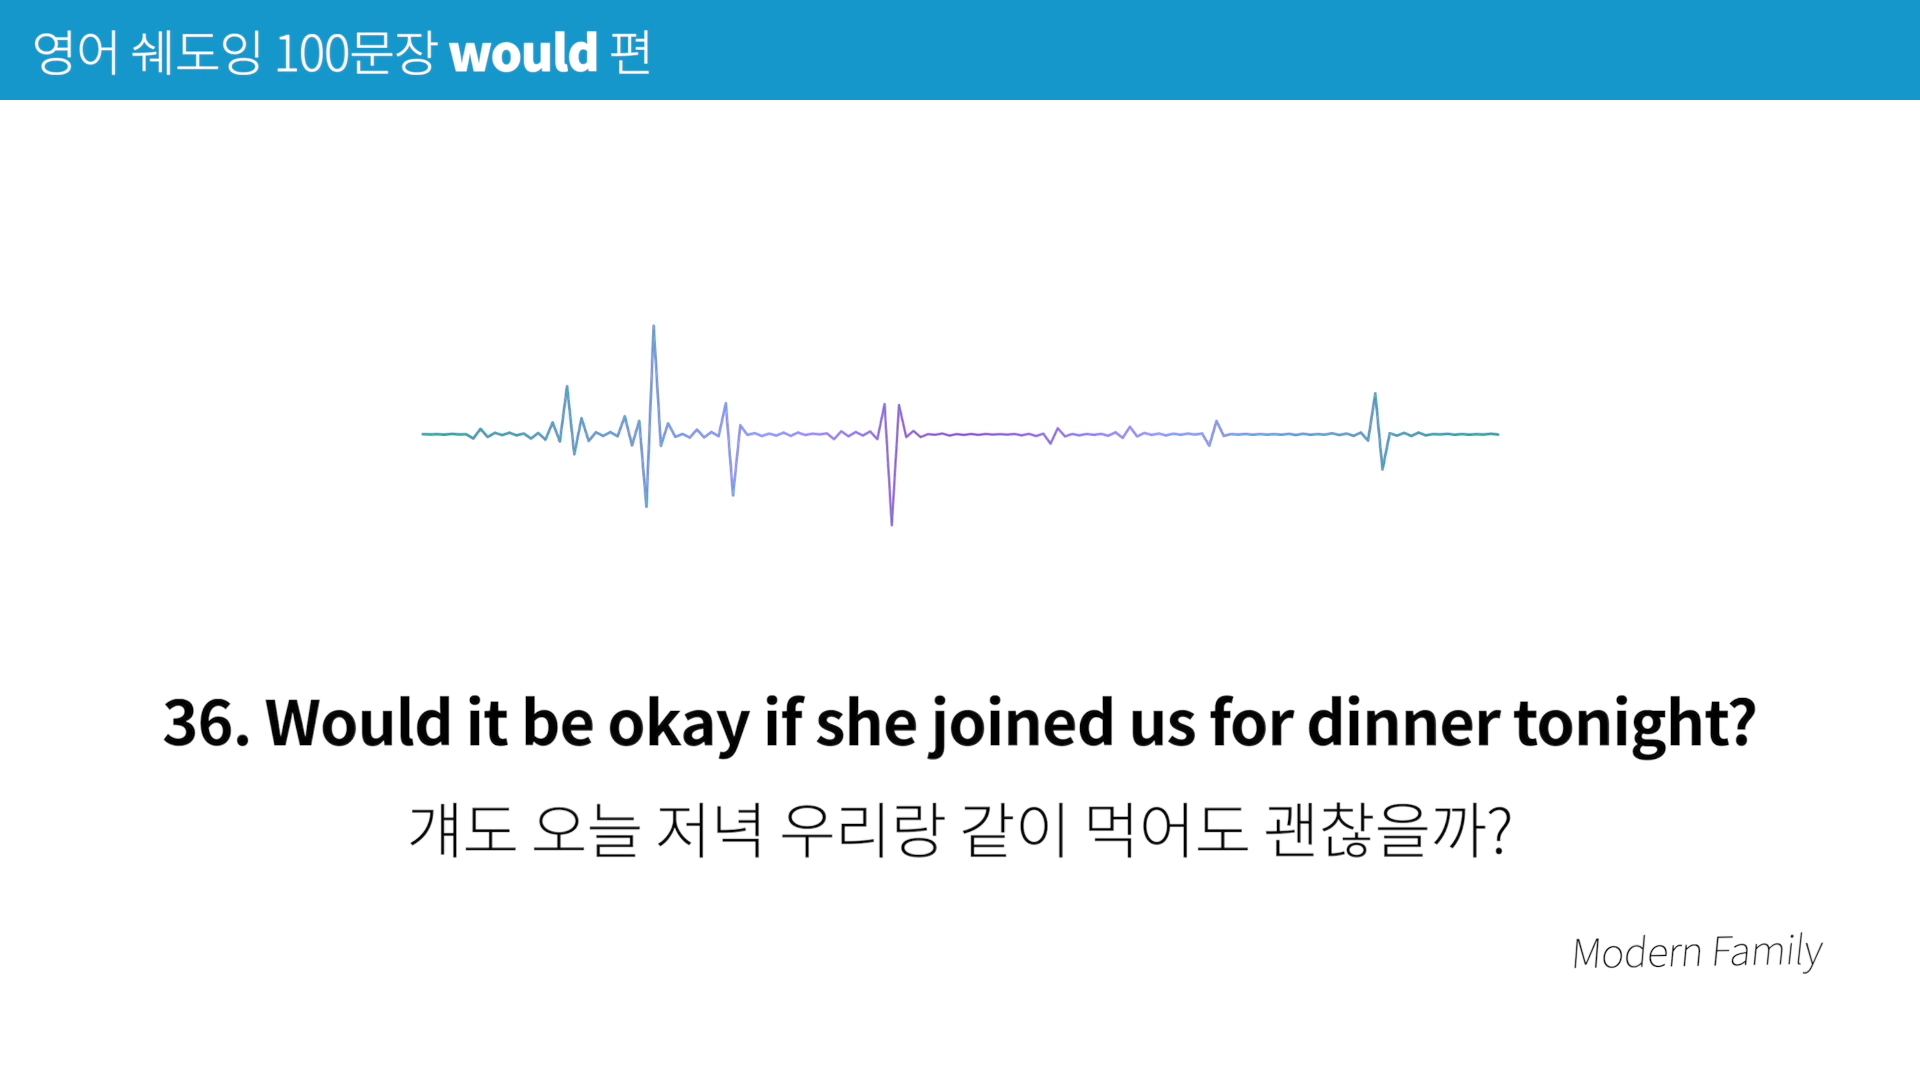 영어 쉐도잉 100문장 would 편
36. Would it be okay if she joined us for dinner tonight?
걔도 오늘 저녁 우리랑 같이 먹어도 괜찮을까?
Modern Family